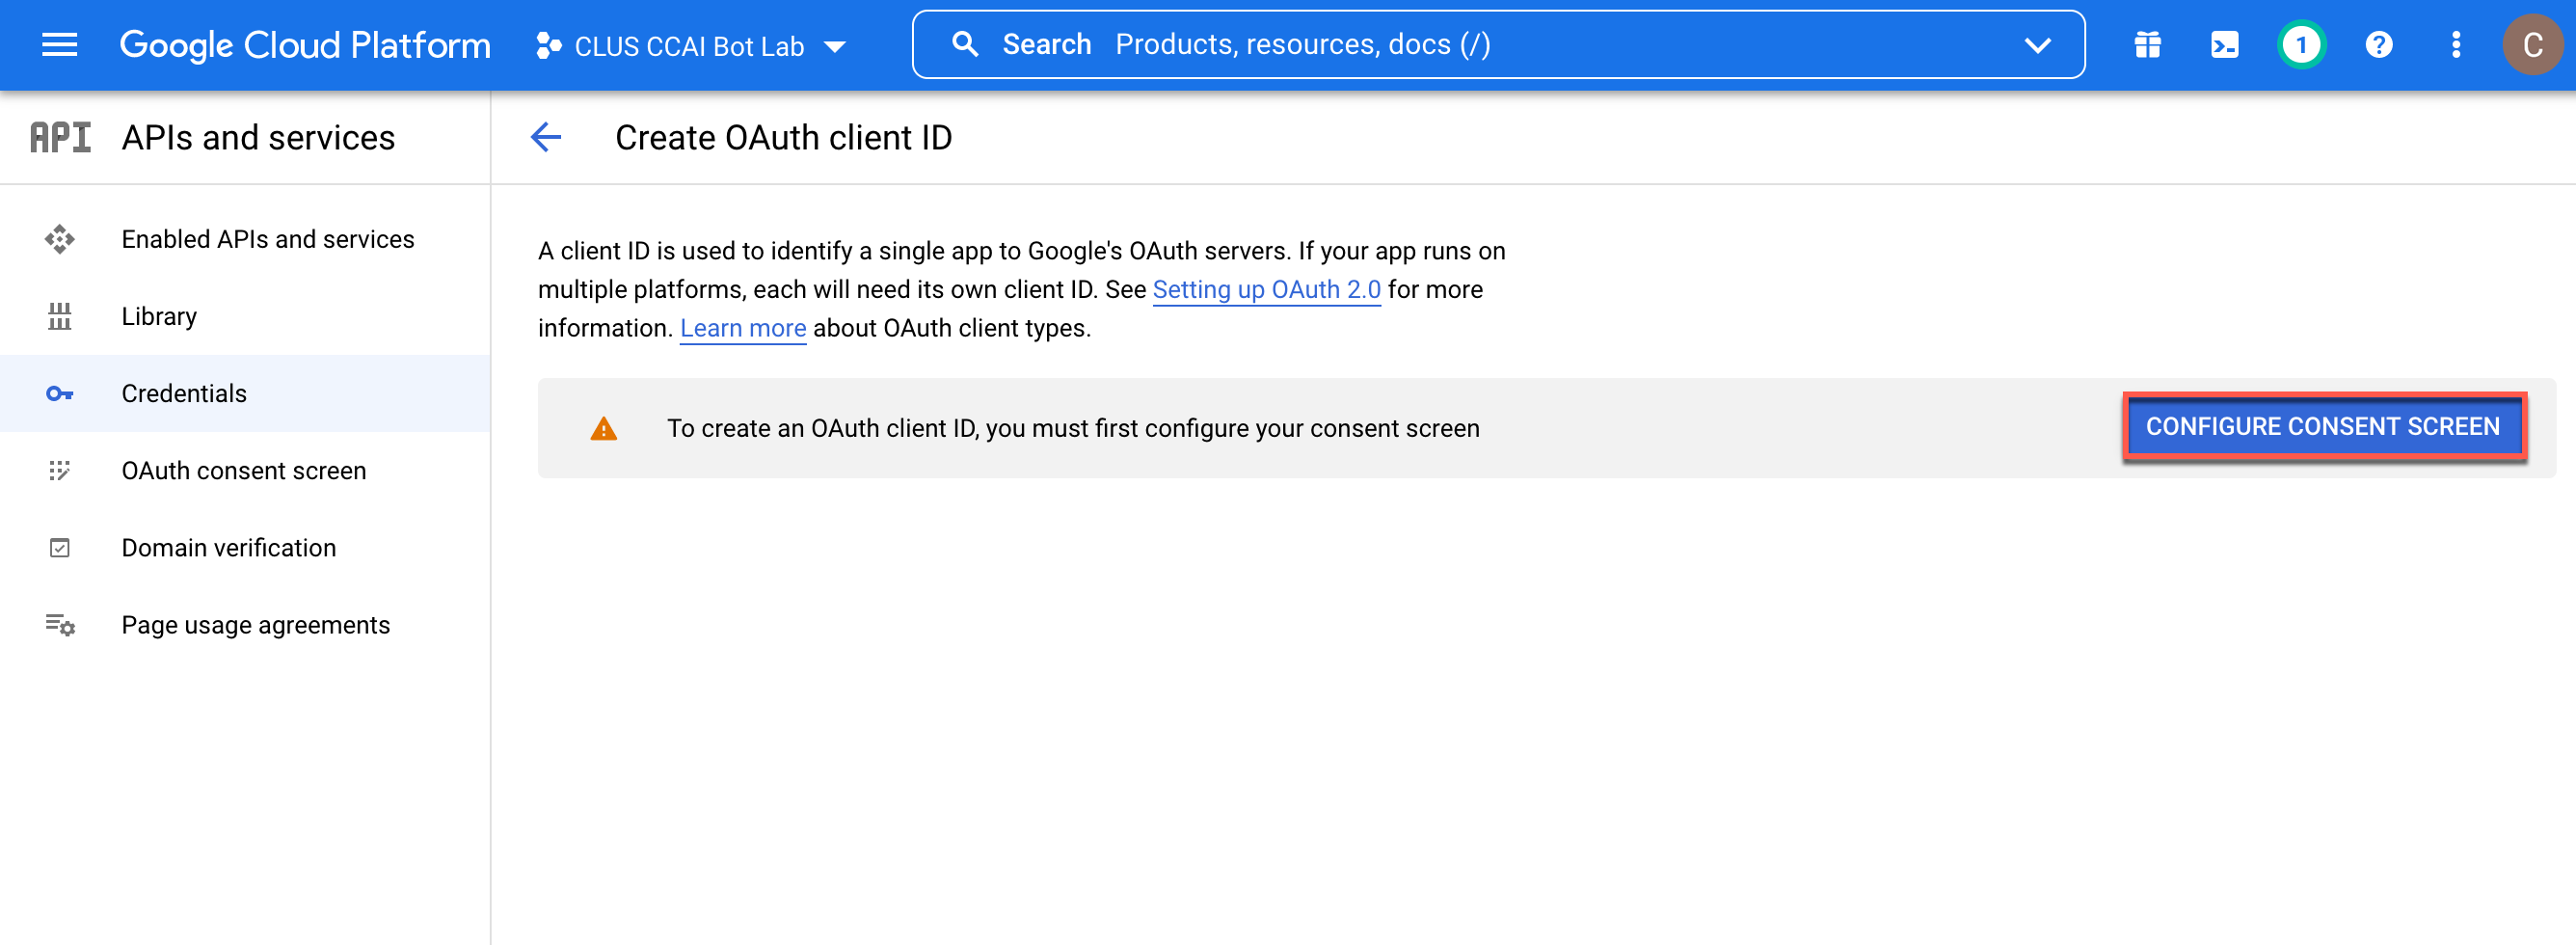 Google Cloud Platform
CLUS CCAI Bot Lab
Search Products, resources, docs (/)
1
?
C
API
APIs and services
Create OAuth client ID
Enabled APIs and services
Library
Credentials
OAuth consent screen
Domain verification
Page usage agreements
A client ID is used to identify a single app to Google's OAuth servers. If your app runs on
multiple platforms, each will need its own client ID. See Setting up OAuth 2.0 for more
information. Learn more about OAuth client types.
To create an OAuth client ID, you must first configure your consent screen
CONFIGURE CONSENT SCREEN